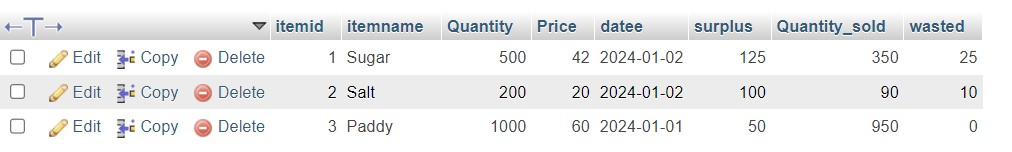 itemid itemname Quantity Price datee surplus Quantity_sold wasted
Edit Copy Delete 1 Sugar 500 42 2024-01-02 125 350 25
Edit Copy Delete 2 Salt 200 20 2024-01-02 100 90 10
Edit Copy Delete 3 Paddy 1000 60 2024-01-01 50 950 0